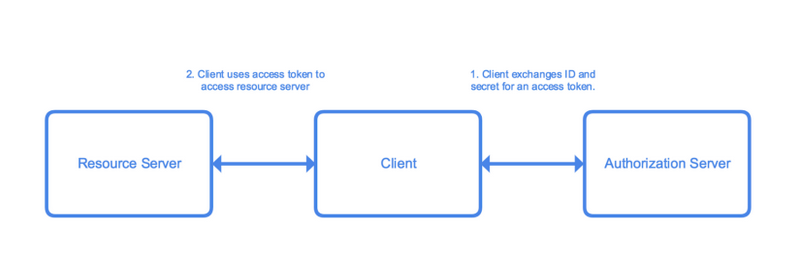 2. Client uses access token to
access resource server
1. Client exchanges ID and
secret for an access token.
Resource Server
Client
Authorization Server